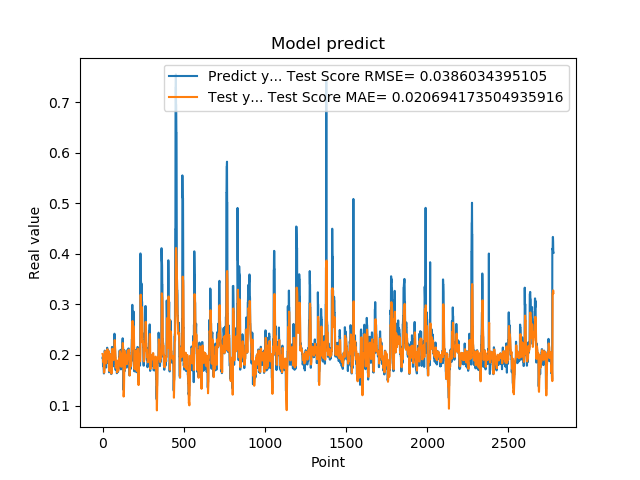 Model predict
Predict y... Test Score RMSE= 0.0386034395105
Test y... Test Score MAE= 0.020694173504935916
Real value
0.7
0.6
0.5
0.4
0.3
0.2
0.1
0 500 1000 1500 2000 2500
Point